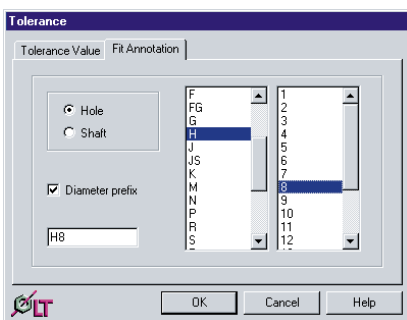 Tolerance
Tolerance Value Fit Annotation
Hole
Shaft
Diameter prefix
H8
F
FG
G
H
J
JS
K
M
N
P
R
S
1
2
3
4
5
6
7
8
9
10
11
12
LT
OK Cancel Help